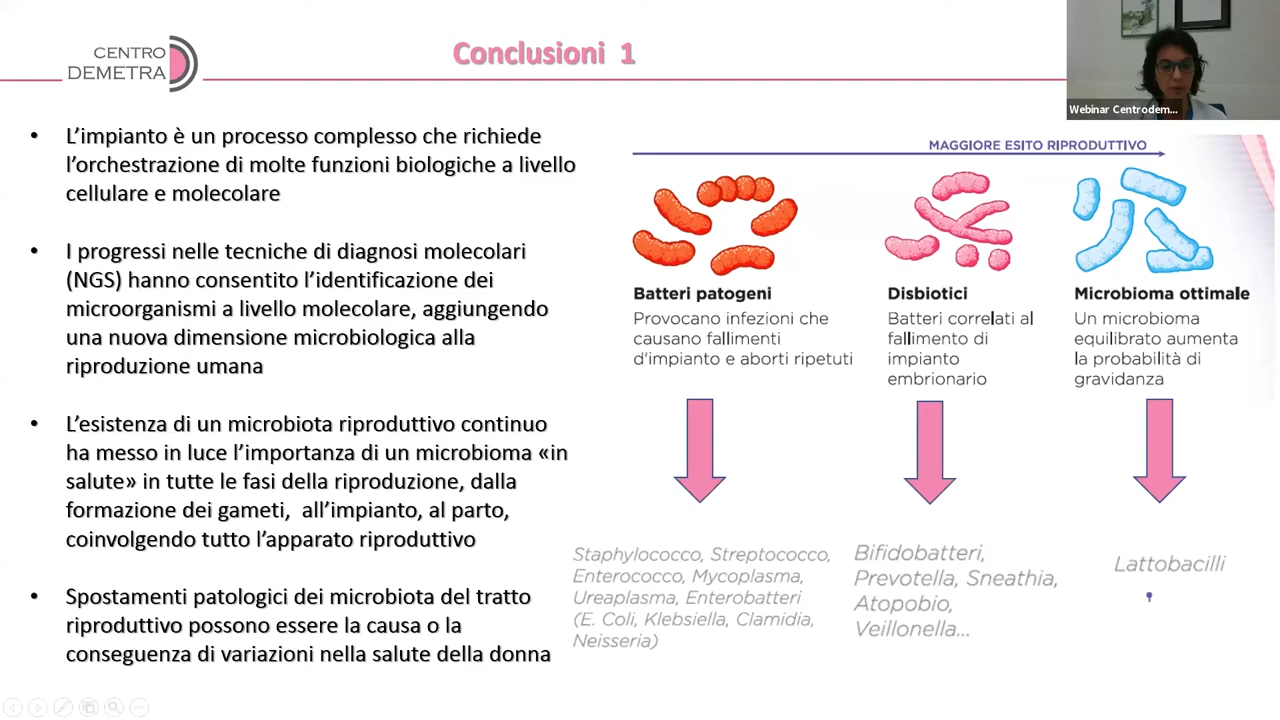 CENTRO
DEMETRA
Conclusioni 1
Webinar Centrodem...
• L'impianto è un processo complesso che richiede
l'orchestrazione di molte funzioni biologiche a livello
cellulare e molecolare
• I progressi nelle tecniche di diagnosi molecolari
(NGS) hanno consentito l'identificazione dei
microorganismi a livello molecolare, aggiungendo
una nuova dimensione microbiologica alla
riproduzione umana
• L'esistenza di un microbiota riproduttivo continuo
ha messo in luce l'importanza di un microbioma «in
salute» in tutte le fasi della riproduzione, dalla
formazione dei gameti, all'impianto, al parto,
coinvolgendo tutto l'apparato riproduttivo
• Spostamenti patologici dei microbiota del tratto
riproduttivo possono essere la causa o la
conseguenza di variazioni nella salute della donna
MAGGIORE ESITO RIPRODUTTIVO
Batteri patogeni
Provocano infezioni che
causano fallimenti
d'impianto e aborti ripetuti
Disbiotici
Batteri correlati al
fallimento di
impianto
embrionario
Microbioma ottimale
Un microbioma
equilibrato aumenta
la probabilità di
gravidanza
Staphylococco, Streptococco,
Enterococco, Mycoplasma,
Ureaplasma, Enterobatteri
(E. Coli, Klebsiella, Clamidia,
Neisseria)
Bifidobatteri,
Prevotella, Sneathia,
Atopobio,
Veillonella...
Lattobacilli